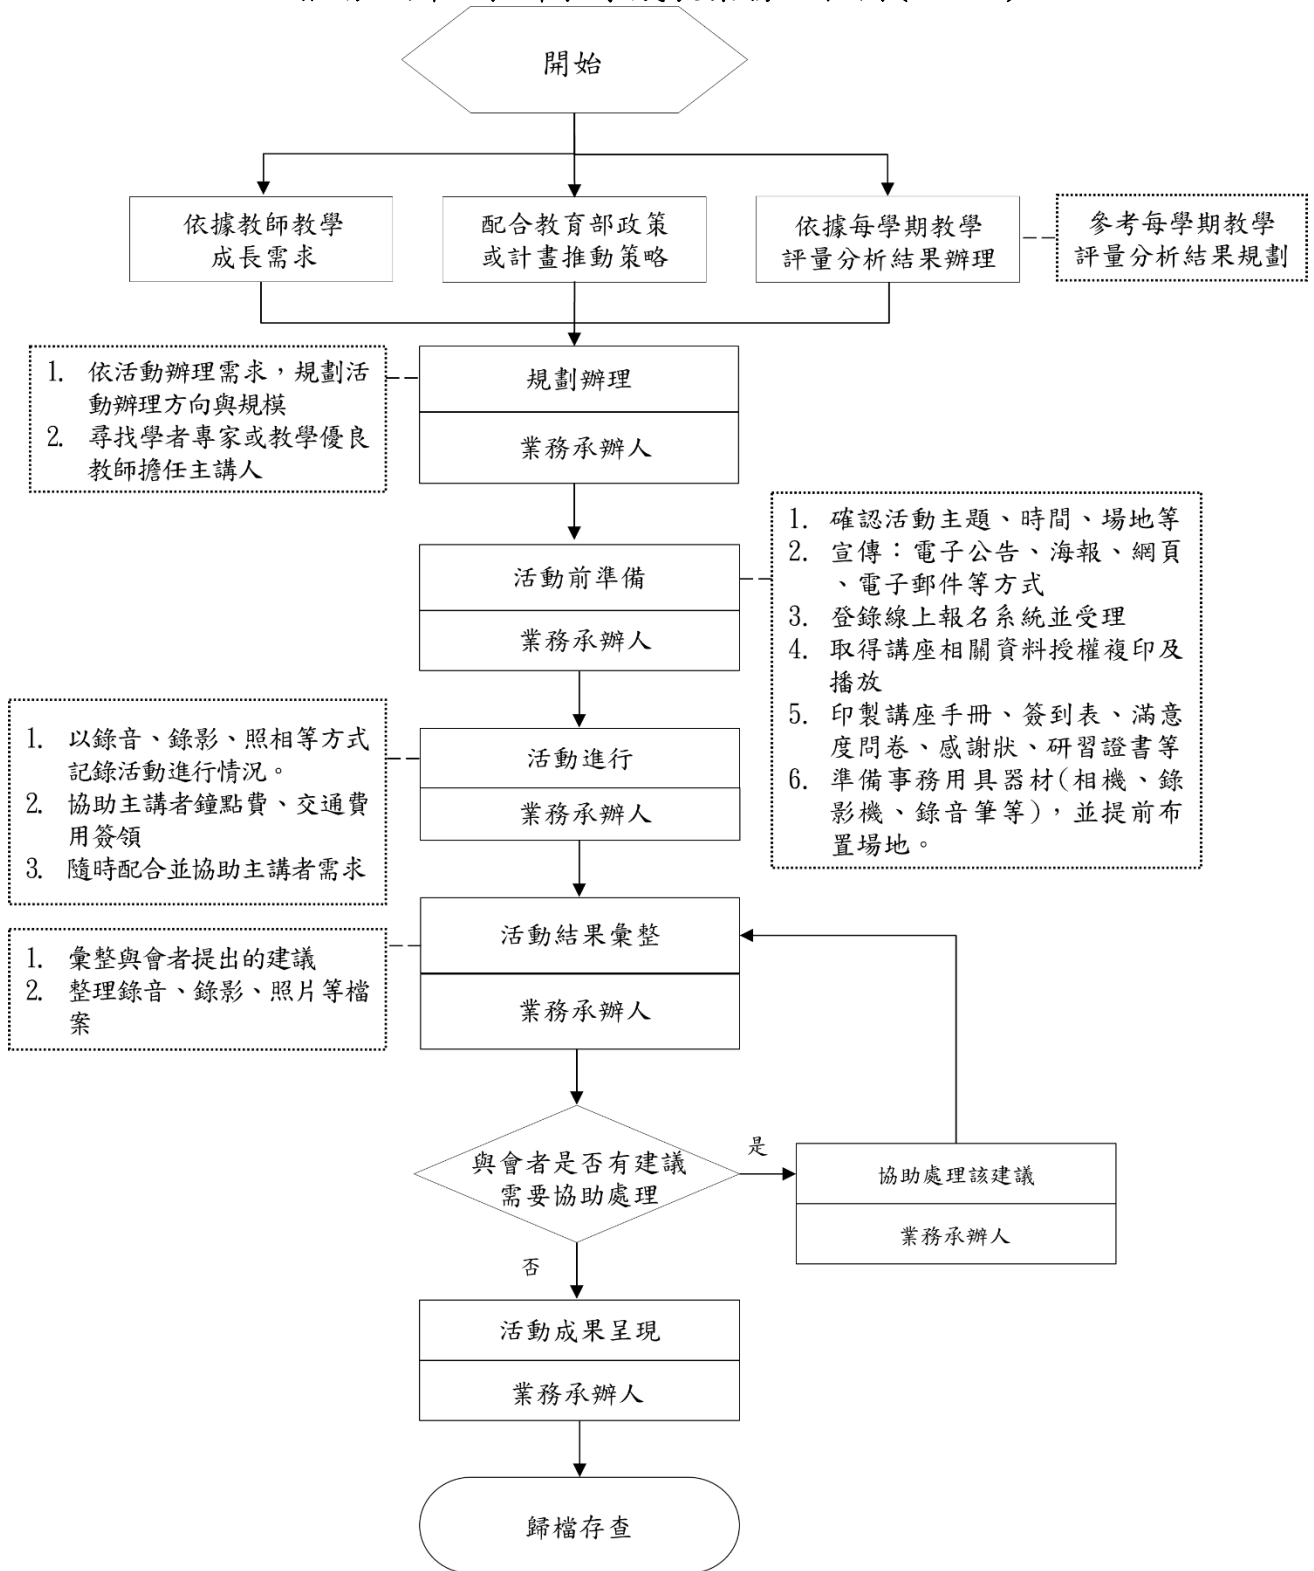 開始
依據教師教學
成長需求
配合教育部政策
或計畫推動策略
依據每學期教學
評量分析結果辦理
參考每學期教學
評量分析結果規劃
1. 依活動辦理需求，規劃活
動辦理方向與規模
2. 尋找學者專家或教學優良
教師擔任主講人
規劃辦理
業務承辦人
活動前準備
業務承辦人
1. 確認活動主題、時間、場地等
2. 宣傳：電子公告、海報、網頁
、電子郵件等方式
3. 登錄線上報名系統並受理
4. 取得講座相關資料授權複印及
播放
5. 印製講座手冊、簽到表、滿意
度問卷、感謝狀、研習證書等
6. 準備事務用具器材(相機、錄
影機、錄音筆等)，並提前布
置場地。
1. 以錄音、錄影、照相等方式
記錄活動進行情況。
2. 協助主講者鐘點費、交通費
用簽領
3. 隨時配合並協助主講者需求
活動進行
業務承辦人
活動結果彙整
業務承辦人
1. 彙整與會者提出的建議
2. 整理錄音、錄影、照片等檔
案
與會者是否有建議
需要協助處理
是
協助處理該建議
業務承辦人
否
活動成果呈現
業務承辦人
歸檔存查